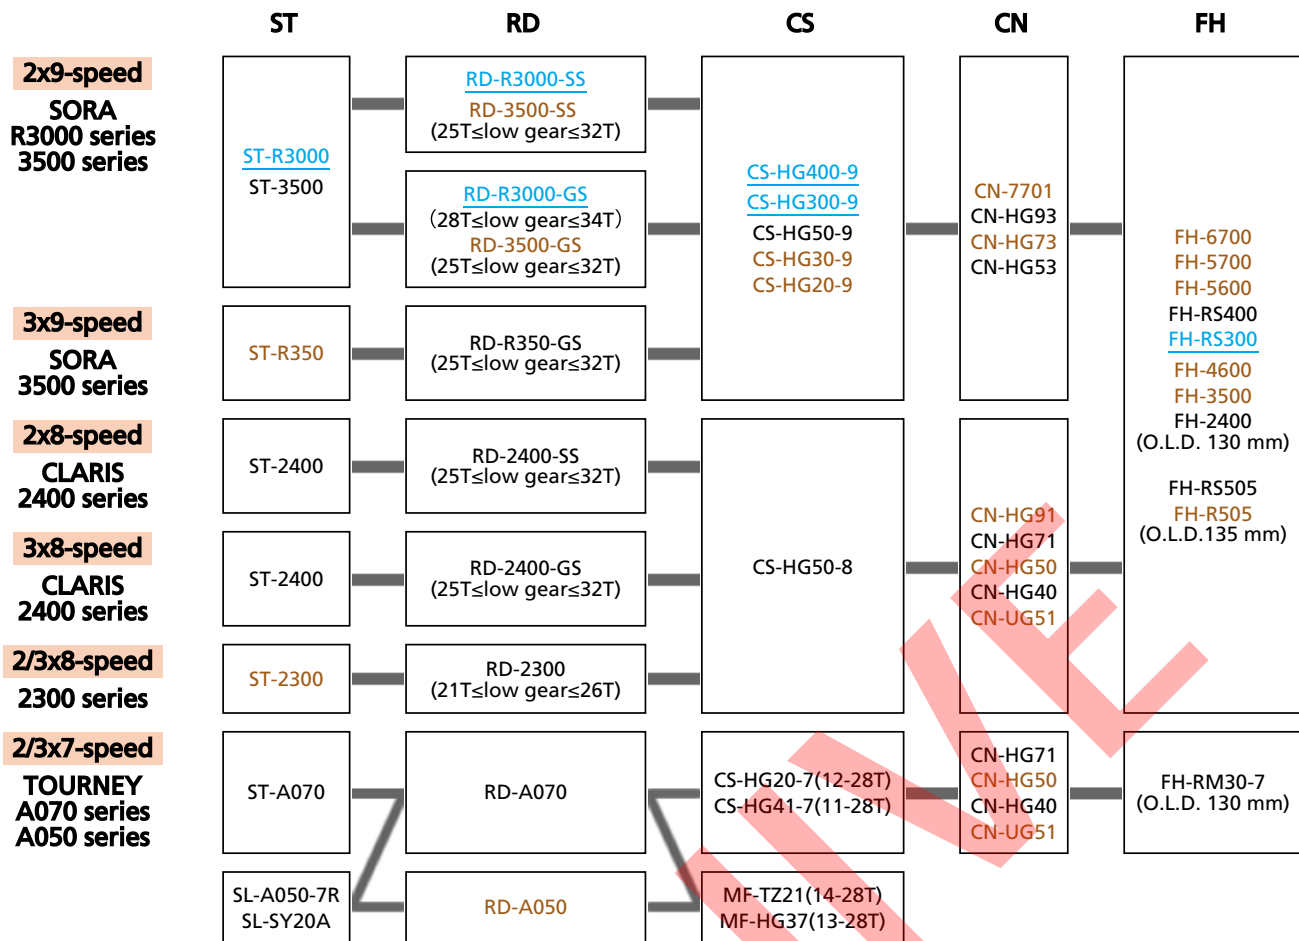 ST
RD
CS
CN
FH
2x9-speed
SORA
R3000 series
3500 series
ST-R3000
ST-3500
RD-R3000-SS
RD-3500-SS
(25T≤low gear≤32T)
RD-R3000-GS
(28T≤low gear≤34T)
RD-3500-GS
(25T≤low gear≤32T)
CS-HG400-9
CS-HG300-9
CS-HG50-9
CS-HG30-9
CS-HG20-9
CN-7701
CN-HG93
CN-HG73
CN-HG53
FH-6700
FH-5700
FH-5600
FH-RS400
FH-RS300
FH-4600
FH-3500
FH-2400
(O.L.D. 130 mm)
FH-RS505
FH-R505
(O.L.D.135 mm)
3x9-speed
SORA
3500 series
ST-R350
RD-R350-GS
(25T≤low gear≤32T)
2x8-speed
CLARIS
2400 series
ST-2400
RD-2400-SS
(25T≤low gear≤32T)
3x8-speed
CLARIS
2400 series
ST-2400
RD-2400-GS
(25T≤low gear≤32T)
CS-HG50-8
CN-HG91
CN-HG71
CN-HG50
CN-HG40
CN-UG51
2/3x8-speed
2300 series
ST-2300
RD-2300
(21T≤low gear≤26T)
2/3x7-speed
TOURNEY
A070 series
A050 series
ST-A070
RD-A070
CS-HG20-7(12-28T)
CS-HG41-7(11-28T)
CN-HG71
CN-HG50
CN-HG40
CN-UG51
FH-RM30-7
(O.L.D. 130 mm)
SL-A050-7R
SL-SY20A
RD-A050
MF-TZ21(14-28T)
MF-HG37(13-28T)
IVE